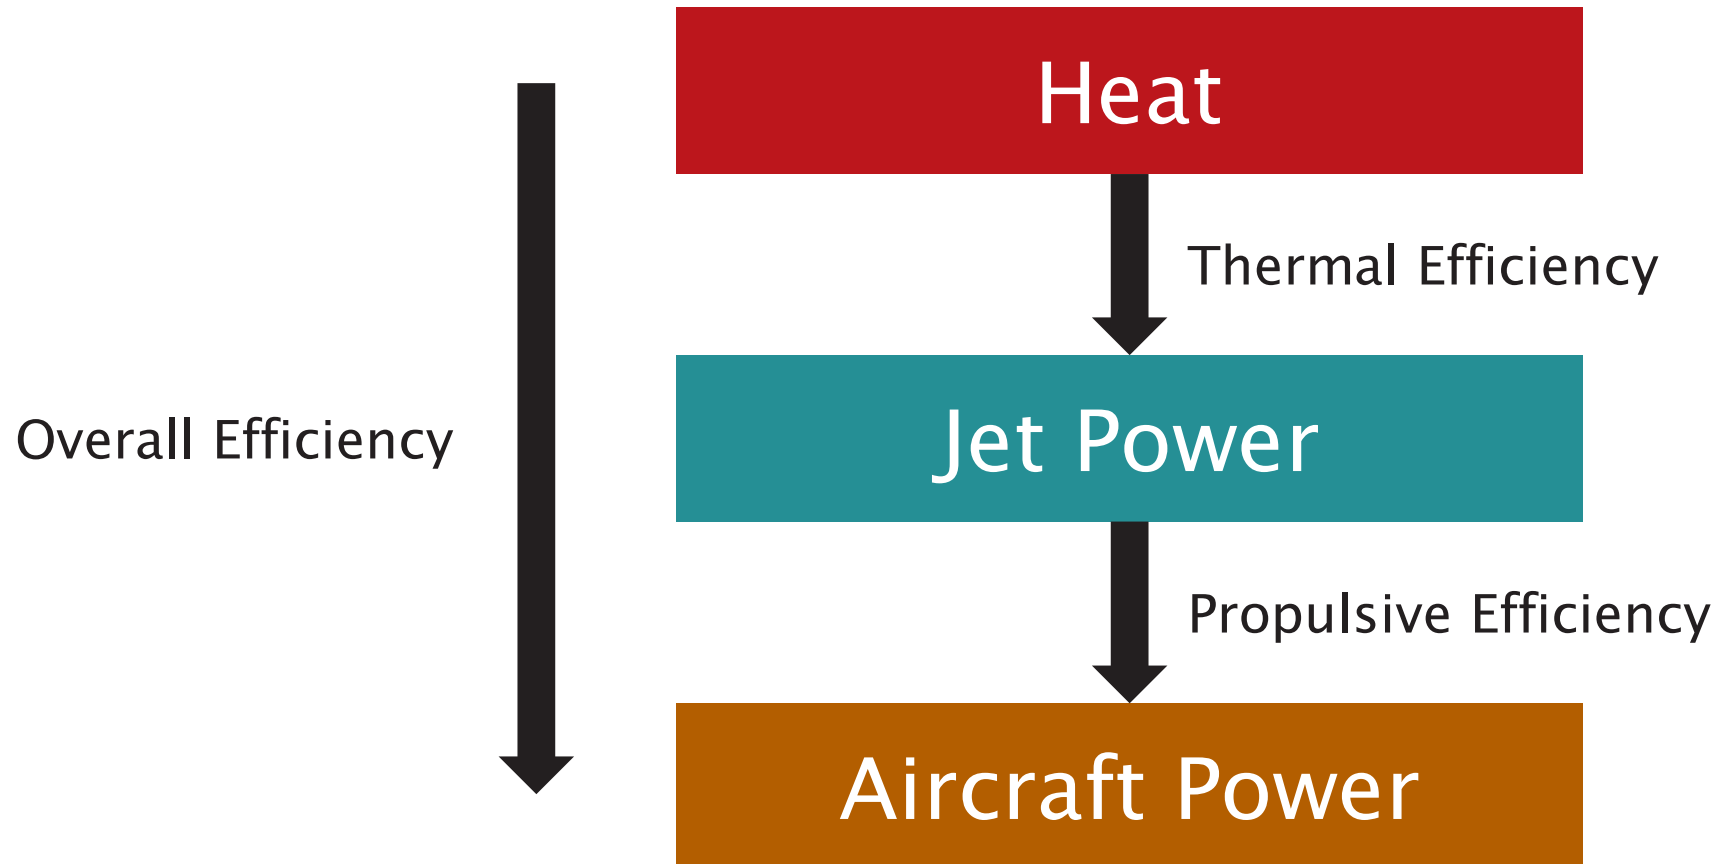 Heat
Thermal Efficiency
Overall Efficiency
Jet Power
Propulsive Efficiency
Aircraft Power